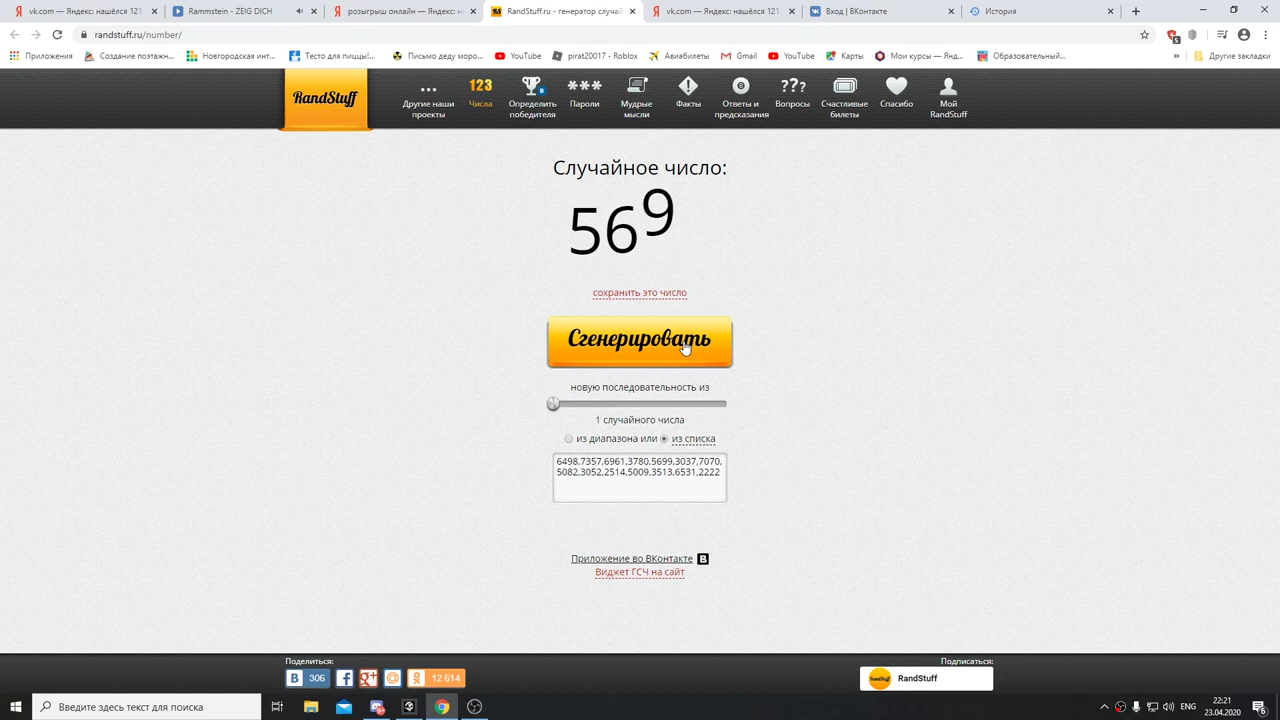 vk.com — Яндекс: нашёлся 121
Rammstein - ZEIG DICH
розыгрыш онлайн — Яндекс: н
RandStuff.ru - генератор случай
vk.com — Яндекс: нашёлся 121
Вход | ВКонтакте
История
randstuff.ru/number/
Приложения
Создание поэтажн...
Новгородская инт...
Тесто для пиццы!...
Письмо деду моро...
YouTube
pirat20017 - Roblox
Авиабилеты
Gmail
YouTube
Карты
Мои курсы — Янд...
Образовательный...
»
Другие закладки
RandStuff
Другие наши проекты
123 Числа
Определить победителя
Пароли
Мудрые мысли
Факты
Ответы и предсказания
??? Вопросы
Счастливые билеты
Спасибо
Мой RandStuff
Случайное число:
569
сохранить это число
Сгенерировать
новую последовательность из
1 случайного числа
из диапазона или из списка
6498,7357,6961,3780,5699,3037,7070,
5082,3052,2514,5009,3513,6531,2222
Приложение во ВКонтакте B
Виджет ГСЧ на сайт
Поделиться:
Подписаться:
B 306
12 614
RandStuff
Введите здесь текст для поиска
ENG
22:21
23.04.2020